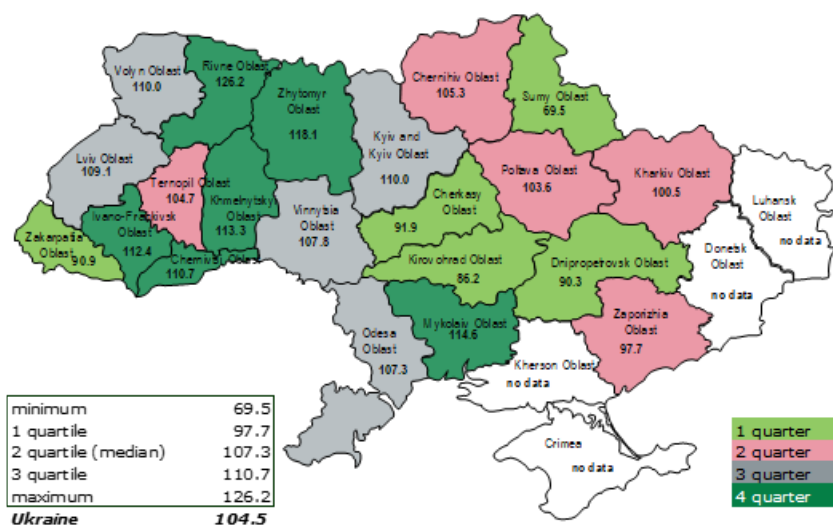 Volyn Oblast
110.0
Rivne Oblast
126.2
Zhytomyr
Oblast
118.1
Kyiv and
Kyiv Oblast
110.0
Chernihiv Oblast
105.3
Sumy Oblast
69.5
Lviv Oblast
109.1
Ternopil Oblast
104.7
Khmelnytskyi
Oblast
113.3
Vinnytsia
Oblast
107.8
Cherkasy
Oblast
91.9
Poltava Oblast
103.6
Kharkiv Oblast
100.5
Luhansk
Oblast
no data
Zakarpattia
Oblast
90.9
Ivano-Frankivsk
Oblast
112.4
Chernivtsi Oblast
110.7
Kirovohrad Oblast
86.2
Dnipropetrovsk Oblast
90.3
Donetsk
Oblast
no data
Odesa
Oblast
107.3
Mykolaiv Oblast
114.6
Zaporizhia
Oblast
97.7
Kherson Oblast
no data
Crimea
no data
minimum 69.5
1 quartile 97.7
2 quartile (median) 107.3
3 quartile 110.7
maximum 126.2
Ukraine 104.5
1 quarter
2 quarter
3 quarter
4 quarter